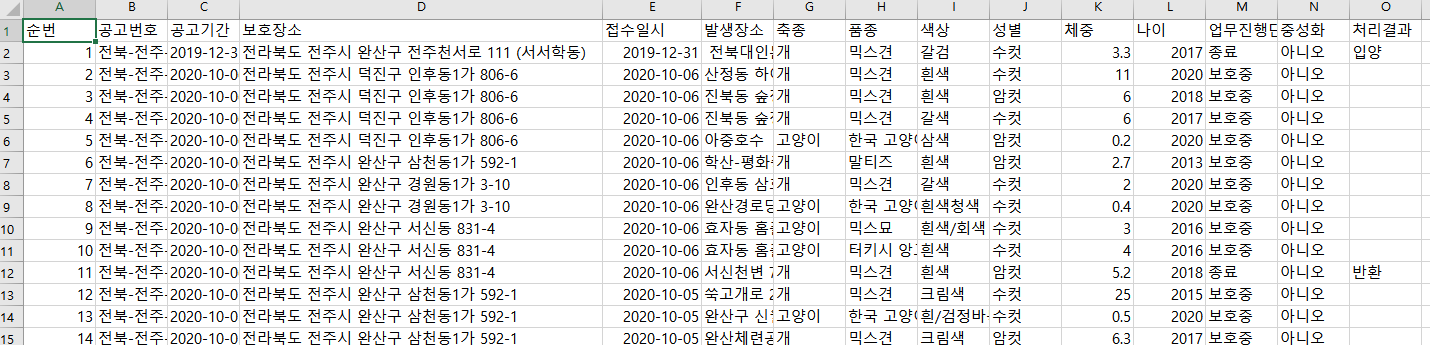 A B C D E F G H I J K L M N O
1 순번 공고번호 공고기간 보호장소 접수일시 발생장소 축종 품종 색상 성별 체중 나이 업무진행 중성화 처리결과
2 1 전북-전주- 2019-12-3 전라북도 전주시 완산구 전주천서로 111 (서서학동) 2019-12-31 전북대인 개 믹스견 갈검 수컷 3.3 2017 종료 아니오 입양
3 2 전북-전주- 2020-10-0 전라북도 전주시 덕진구 인후동1가 806-6 2020-10-06 산정동 하 개 믹스견 흰색 수컷 11 2020 보호중 아니오
4 3 전북-전주- 2020-10-0 전라북도 전주시 덕진구 인후동1가 806-6 2020-10-06 진북동 숲 개 믹스견 흰색 암컷 6 2018 보호중 아니오
5 4 전북-전주- 2020-10-0 전라북도 전주시 덕진구 인후동1가 806-6 2020-10-06 진북동 숲 개 믹스견 갈색 수컷 6 2017 보호중 아니오
6 5 전북-전주- 2020-10-0 전라북도 전주시 덕진구 인후동1가 806-6 2020-10-06 아중호수 고양이 한국 고양 삼색 암컷 0.2 2020 보호중 아니오
7 6 전북-전주- 2020-10-0 전라북도 전주시 완산구 삼천동1가 592-1 2020-10-06 학산-평화 개 말티즈 흰색 암컷 2.7 2013 보호중 아니오
8 7 전북-전주- 2020-10-0 전라북도 전주시 완산구 경원동1가 3-10 2020-10-06 인후동 삼 개 믹스견 갈색 수컷 2 2020 보호중 아니오
9 8 전북-전주- 2020-10-0 전라북도 전주시 완산구 경원동1가 3-10 2020-10-06 완산경로당 고양이 한국 고양 흰색청색 수컷 0.4 2020 보호중 아니오
10 9 전북-전주- 2020-10-0 전라북도 전주시 완산구 서신동 831-4 2020-10-06 효자동 홈 고양이 믹스묘 흰색/회색 수컷 3 2016 보호중 아니오
11 10 전북-전주- 2020-10-0 전라북도 전주시 완산구 서신동 831-4 2020-10-06 효자동 홈 고양이 터키시 앙 흰색 수컷 4 2016 보호중 아니오
12 11 전북-전주- 2020-10-0 전라북도 전주시 완산구 서신동 831-4 2020-10-06 서신천변 개 믹스견 흰색 암컷 5.2 2018 종료 아니오 반환
13 12 전북-전주- 2020-10-0 전라북도 전주시 완산구 삼천동1가 592-1 2020-10-05 쑥고개로 2 개 믹스견 크림색 수컷 25 2015 보호중 아니오
14 13 전북-전주- 2020-10-0 전라북도 전주시 완산구 삼천동1가 592-1 2020-10-05 완산구 고양이 한국 고양 흰/검정바 수컷 0.5 2020 보호중 아니오
15 14 전북-전주- 2020-10-0 전라북도 전주시 완산구 삼천동1가 592-1 2020-10-05 완산체련 개 믹스견 크림색 암컷 6.3 2017 보호중 아니오